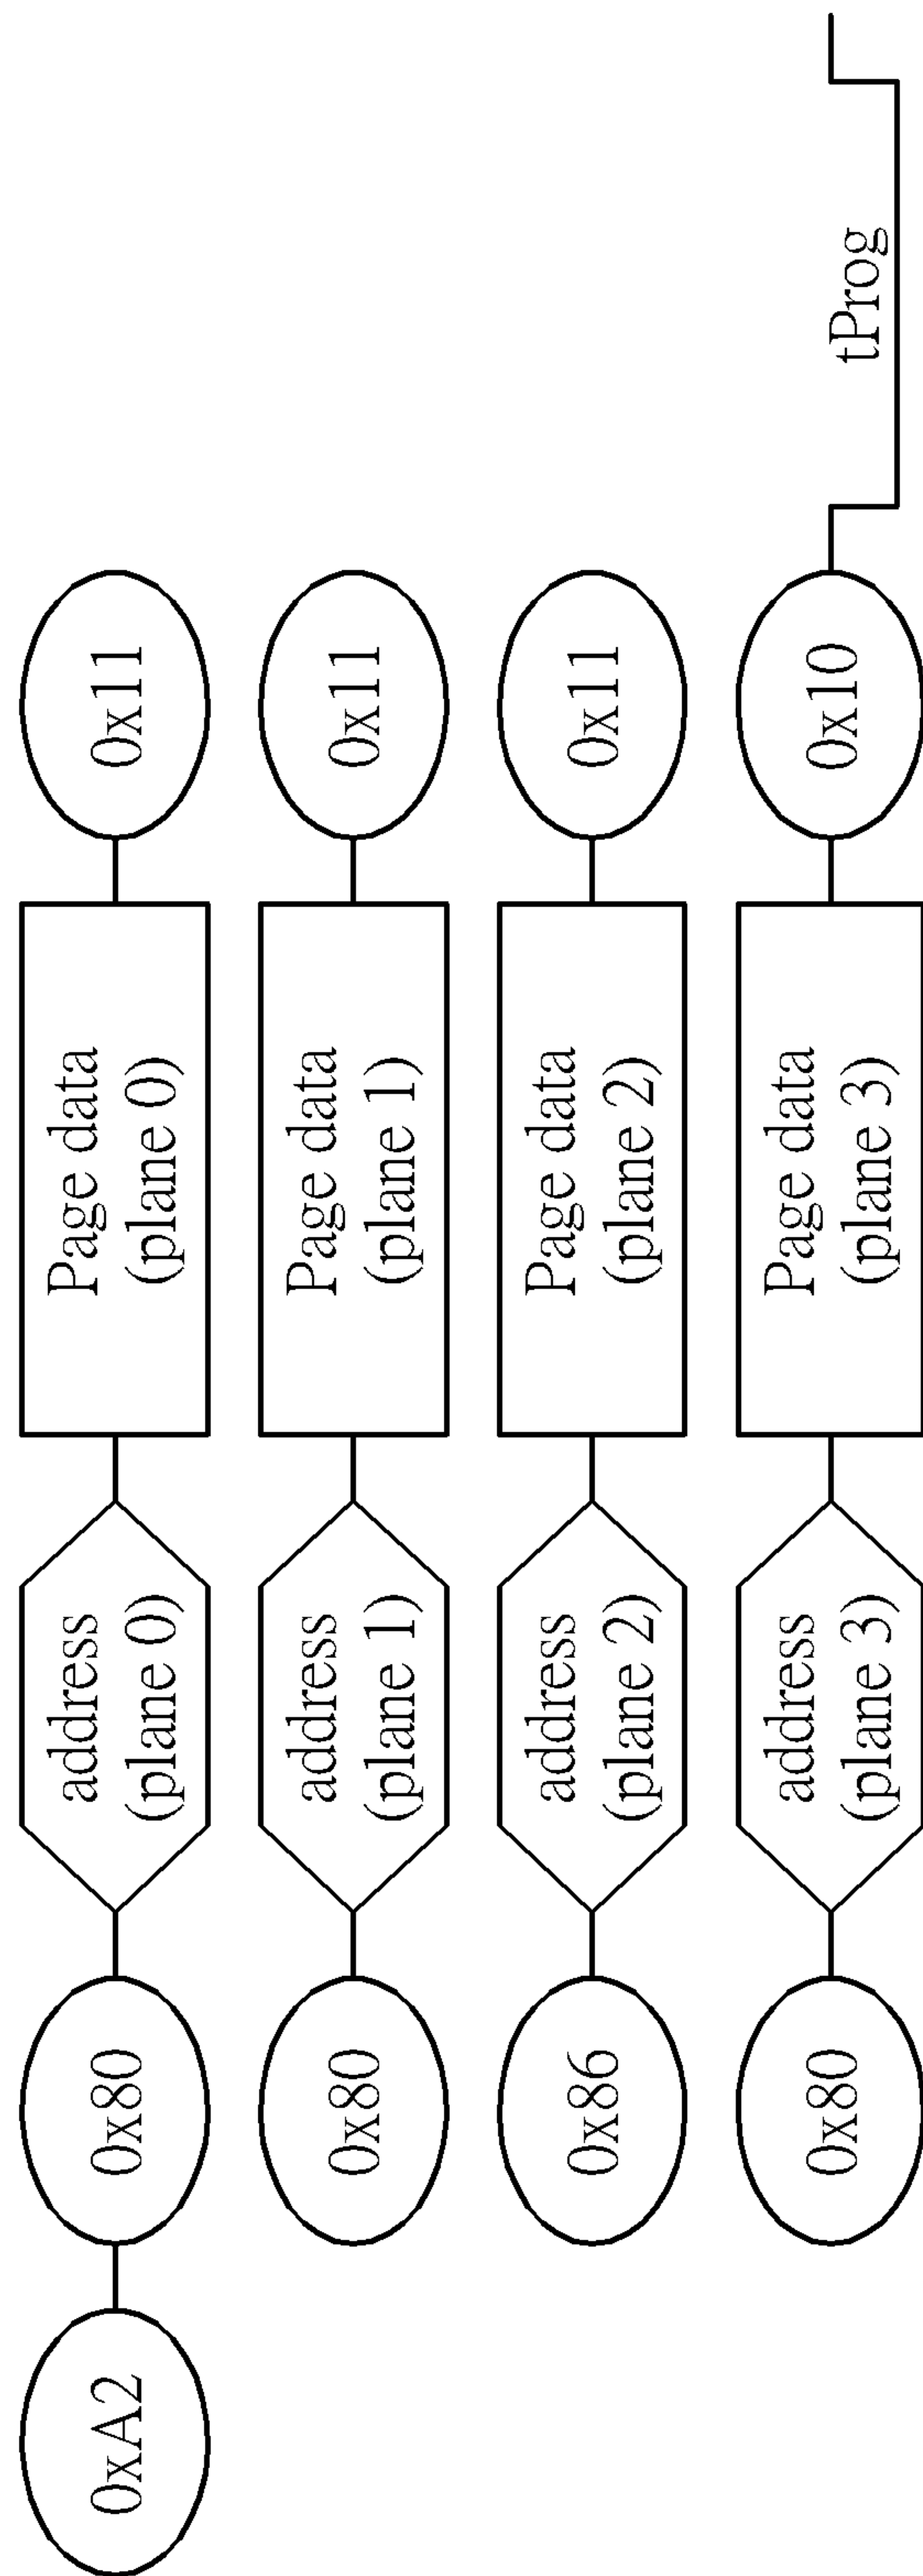 0xA2
0x80
address
(plane 0)
Page data
(plane 0)
0x11
0x80
address
(plane 1)
Page data
(plane 1)
0x11
0x86
address
(plane 2)
Page data
(plane 2)
0x11
0x80
address
(plane 3)
Page data
(plane 3)
0x10
tProg